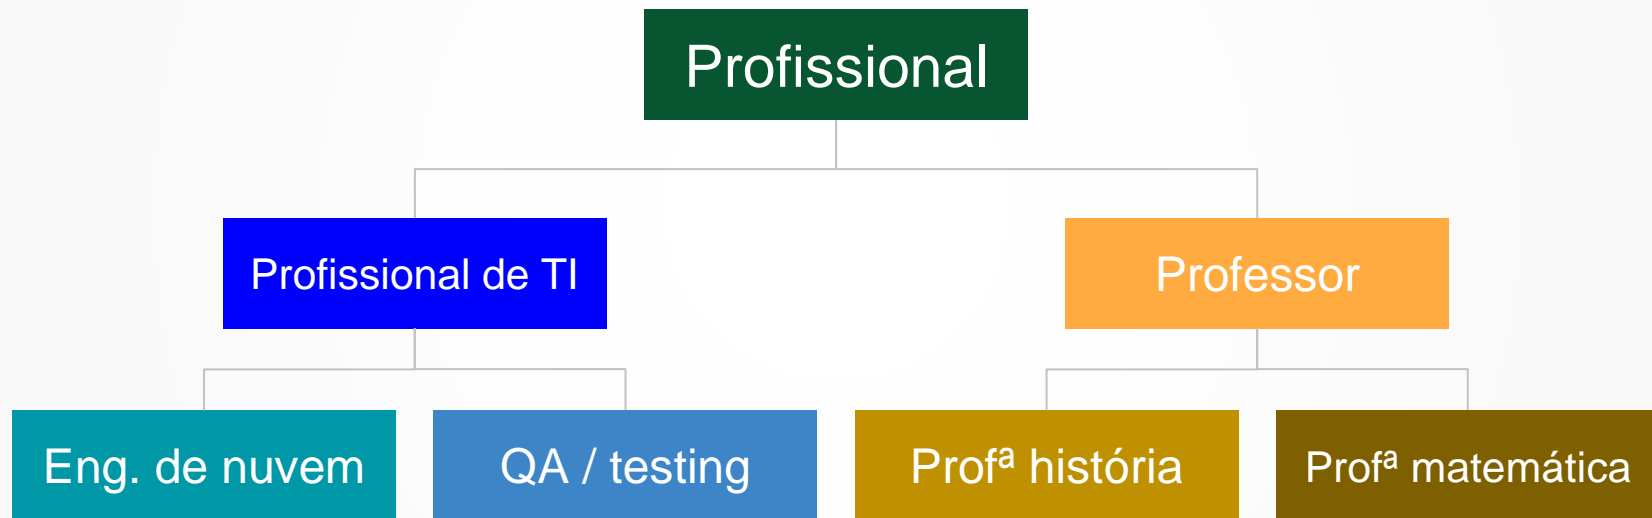 Profissional
Profissional de TI
Professor
Eng. de nuvem
QA / testing
Profª história
Profª matemática